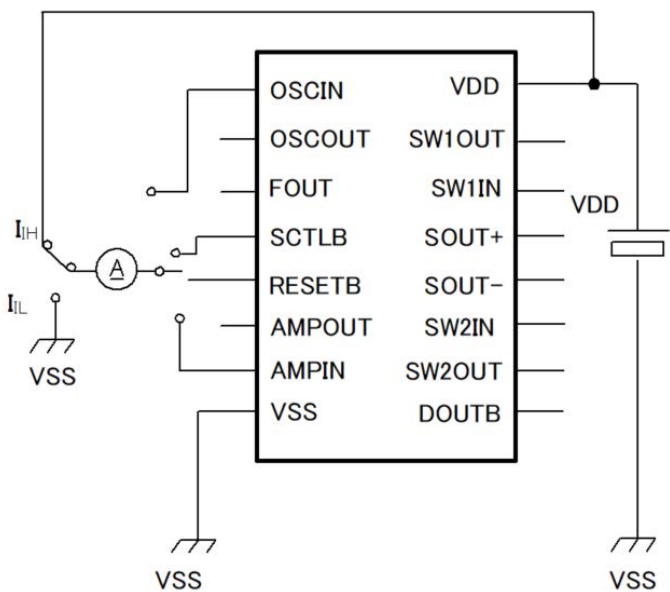 OSCIN
VDD
OSCOUT
SW1OUT
FOUT
SW1IN
VDD
IIH
SCTLB
SOUT+
A
RESETB
SOUT−
IIL
AMPOUT
SW2IN
VSS
AMPIN
SW2OUT
VSS
DOUTB
VSS
VSS